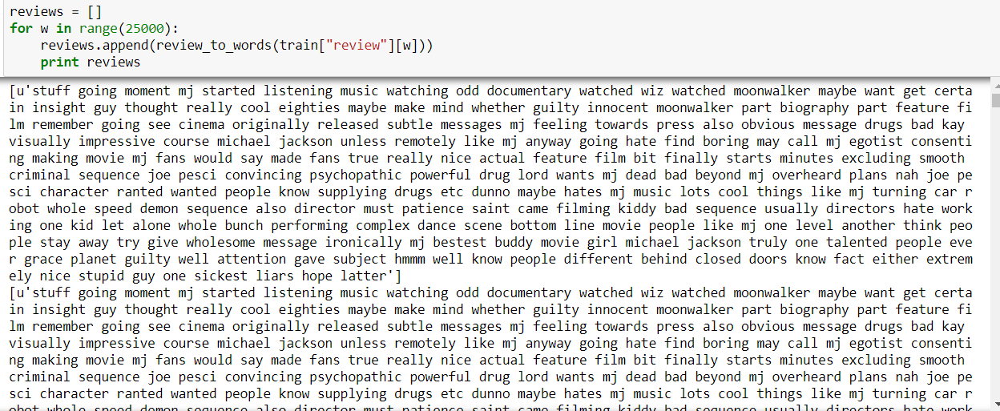 reviews = []
for w in range(25000):
    reviews.append(review_to_words(train["review"][w]))
    print reviews
[u'stuff going moment mj started listening music watching odd documentary watched wiz watched moonwalker maybe want get certa
in insight guy thought really cool eighties maybe make mind whether guilty innocent moonwalker part biography part feature fi
lm remember going see cinema originally released subtle messages mj feeling towards press also obvious message drugs bad kay
visually impressive course michael jackson unless remotely like mj anyway going hate find boring may call mj egotist consenti
ng making movie mj fans would say made fans true really nice actual feature film bit finally starts minutes excluding smooth
criminal sequence joe pesci convincing psychopathic powerful drug lord wants mj dead bad beyond mj overheard plans nah joe pe
sci character ranted wanted people know supplying drugs etc dunno maybe hates mj music lots cool things like mj turning car r
obot whole speed demon sequence also director must patience saint came filming kiddy bad sequence usually directors hate work
ing one kid let alone whole bunch performing complex dance scene bottom line movie people like mj one level another think peo
ple stay away try give wholesome message ironically mj bestest buddy movie girl michael jackson truly one talented people eve
r grace planet guilty well attention gave subject hmmm well know people different behind closed doors know fact either extrem
ely nice stupid guy one sickest liars hope latter']
[u'stuff going moment mj started listening music watching odd documentary watched wiz watched moonwalker maybe want get certa
in insight guy thought really cool eighties maybe make mind whether guilty innocent moonwalker part biography part feature fi
lm remember going see cinema originally released subtle messages mj feeling towards press also obvious message drugs bad kay
visually impressive course michael jackson unless remotely like mj anyway going hate find boring may call mj egotist consenti
ng making movie mj fans would say made fans true really nice actual feature film bit finally starts minutes excluding smooth
criminal sequence joe pesci convincing psychopathic powerful drug lord wants mj dead bad beyond mj overheard plans nah joe pe
sci character ranted wanted people know supplying drugs etc dunno maybe hates mj music lots cool things like mj turning car r
obot whole speed demon sequence also director must patience saint came filming kiddy bad sequence usually directors hate work